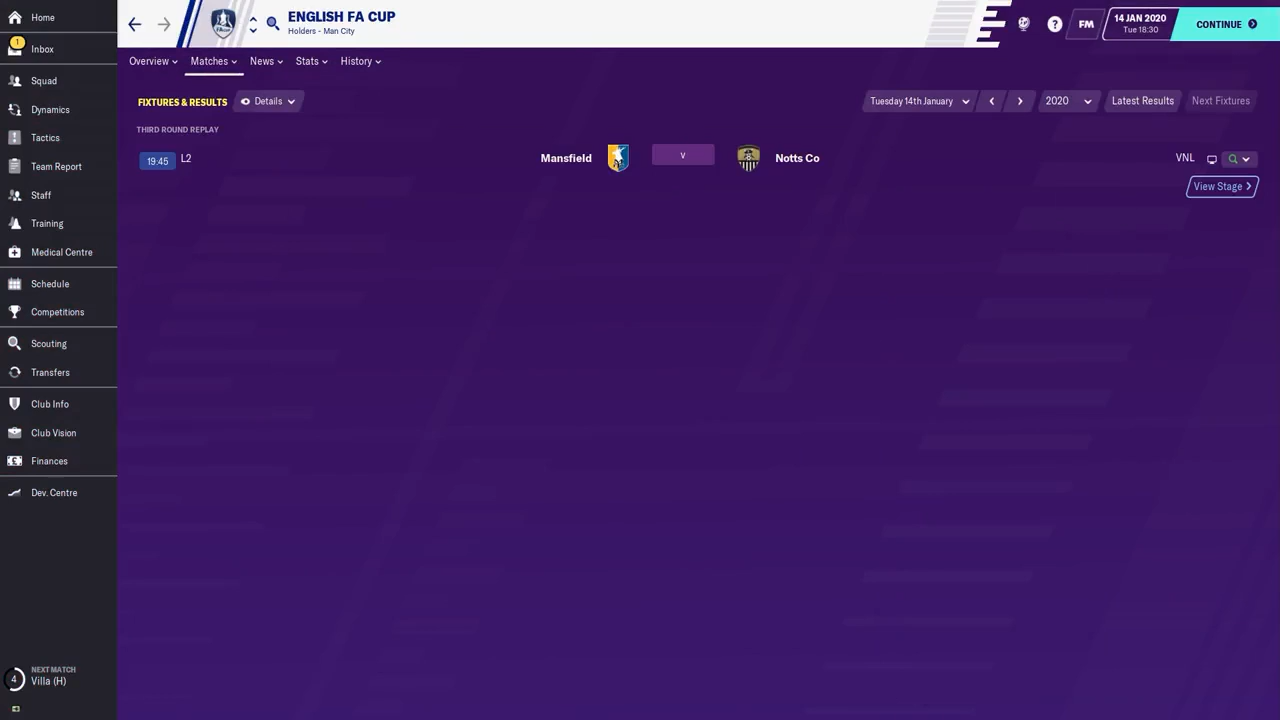 Home
1
Inbox
Squad
Dynamics
Tactics
Team Report
Staff
Training
Medical Centre
Schedule
Competitions
Scouting
Transfers
Club Info
Club Vision
Finances
Dev. Centre
4
NEXT MATCH
Villa (H)
ENGLISH FA CUP
Holders - Man City
?
FM
14 JAN 2020
Tue 18:30
CONTINUE
Overview
Matches
News
Stats
History
FIXTURES & RESULTS
Details
Tuesday 14th January
2020
Latest Results
Next Fixtures
THIRD ROUND REPLAY
19:45 L2 Mansfield v Notts Co VNL
View Stage